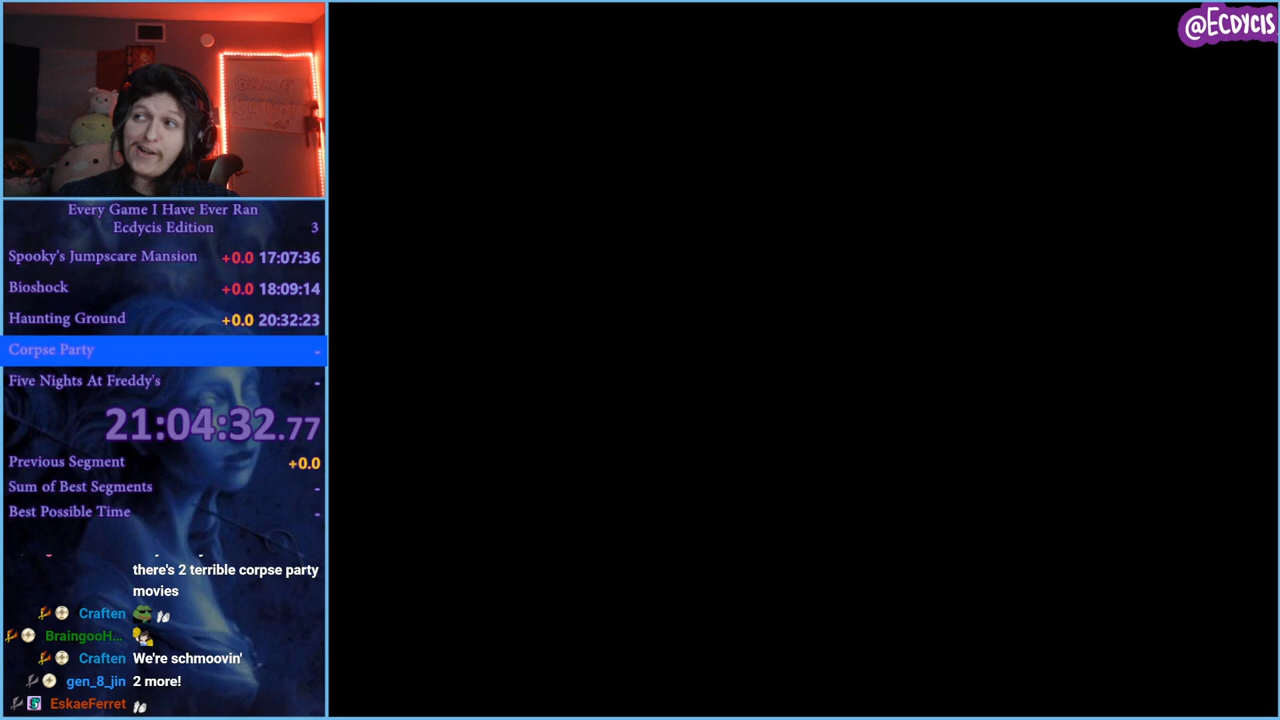 @ECDYCIS
Every Game I Have Ever Ran
Ecdycis Edition 3
Spooky's Jumpscare Mansion +0.0 17:07:36
Bioshock +0.0 18:09:14
Haunting Ground +0.0 20:32:23
Corpse Party -
Five Nights At Freddy's -
21:04:32.77
Previous Segment +0.0
Sum of Best Segments -
Best Possible Time -
there's 2 terrible corpse party
movies
Craften
BraingooH...
Craften We're schmoovin'
gen_8_jin 2 more!
EskaeFerret